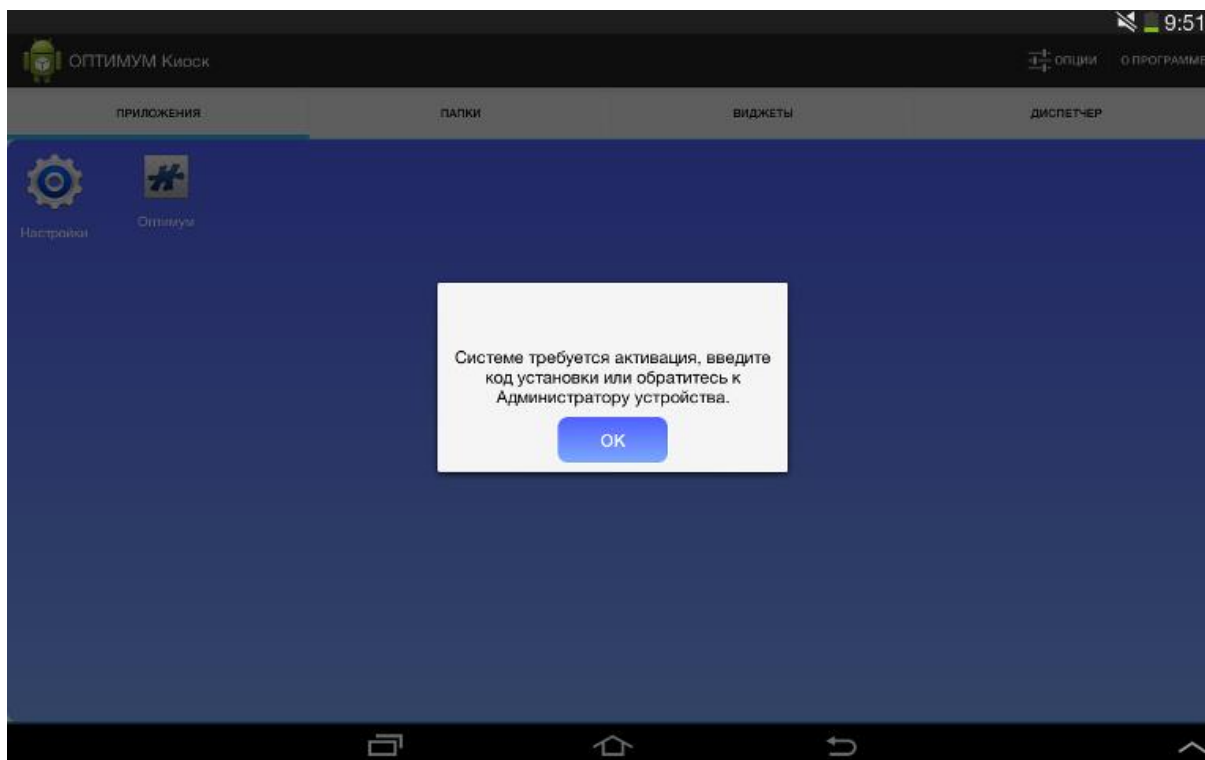 9:51
ОПТИМУМ Киоск
ОПЦИИ
О ПРОГРАММЕ
ПРИЛОЖЕНИЯ
ПАПКИ
ВИДЖЕТЫ
ДИСПЕТЧЕР
Настройки
Оптимум
Системе требуется активация, введите
код установки или обратитесь к
Администратору устройства.
ОК